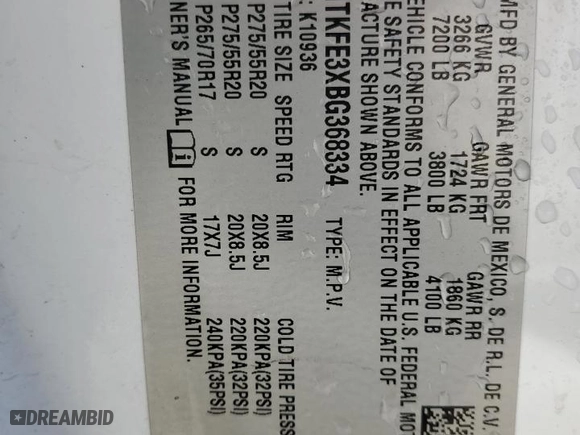 MFD BY GENERAL MOTORS DE MEXICO, S. DE R.L. DE C.V.
GVWR GAWR FRT GAWR RR
3266 KG 1724 KG 1860 KG
7200 LB 3800 LB 4100 LB
VEHICLE CONFORMS TO ALL APPLICABLE U.S. FEDERAL MOT
E SAFETY STANDARDS IN EFFECT ON THE DATE OF
ACTURE SHOWN ABOVE.
TKFE3XBG368334 TYPE: M.P.V.
: K10936
TIRE SIZE SPEED RTG RIM COLD TIRE PRESS
P275/55R20 S 20X8.5J 220KPA(32PSI)
P275/55R20 S 20X8.5J 220KPA(32PSI)
P265/70R17 S 17X7J 240KPA(35PSI)
NER'S MANUAL i FOR MORE INFORMATION.
DREAMBID